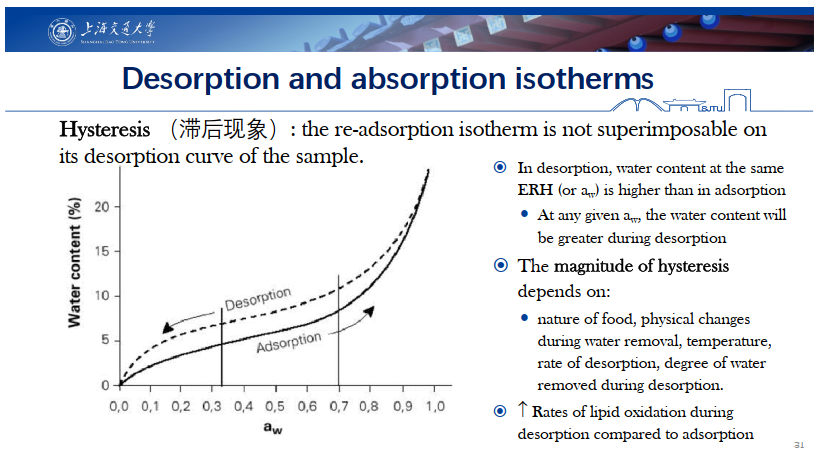 上海交通大学
SHANGHAI JIAO TONG UNIVERSITY
Desorption and absorption isotherms
SJTU
Hysteresis （滞后现象）: the re-adsorption isotherm is not superimposable on
its desorption curve of the sample.
Water content (%)
20
15
10
5
0
Desorption
Adsorption
0,0 0,1 0,2 0,3 0,4 0,5 0,6 0,7 0,8 0,9 1,0
aw
In desorption, water content at the same
ERH (or aw) is higher than in adsorption
At any given aw, the water content will
be greater during desorption
The magnitude of hysteresis
depends on:
nature of food, physical changes
during water removal, temperature,
rate of desorption, degree of water
removed during desorption.
↑ Rates of lipid oxidation during
desorption compared to adsorption
31